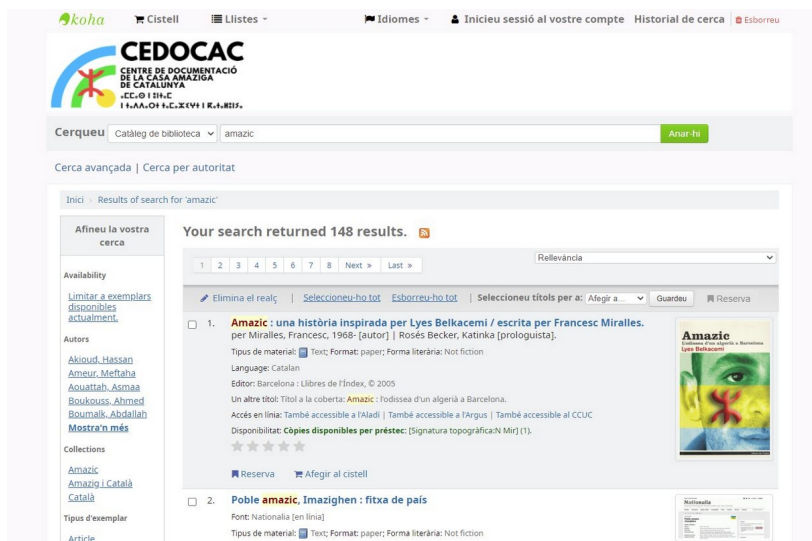 koha
Cistell
Llistes
Idiomes
Inicieu sessió al vostre compte
Historial de cerca
Esborreu
CEDOCAC
CENTRE DE DOCUMENTACIÓ
DE LA CASA AMAZIGA
DE CATALUNYA
Cerqueu
Catàleg de biblioteca
amazic
Anar-hi
Cerca avançada | Cerca per autoritat
Inici › Results of search for 'amazic'
Afineu la vostra
cerca
Availability
Limitar a exemplars
disponibles
actualment.
Autors
Akioud, Hassan
Ameur, Meftaha
Aouattah, Asmaa
Boukouss, Ahmed
Boumalk, Abdallah
Mostra'n més
Collections
Amazic
Amazig i Català
Català
Tipus d'exemplar
Article
Your search returned 148 results.
1 2 3 4 5 6 7 8 Next » Last »
Rellevància
Elimina el realç | Seleccioneu-ho tot Esborreu-ho tot | Seleccioneu títols per a: Afegir a... Guardeu Reserva
1. Amazic : una història inspirada per Lyes Belkacemi / escrita per Francesc Miralles.
per Miralles, Francesc, 1968- [autor] | Rosés Becker, Katinka [prologuista].
Tipus de material: Text; Format: paper; Forma literària: Not fiction
Language: Catalan
Editor: Barcelona : Llibres de l'Índex, © 2005
Un altre títol: Títol a la coberta: Amazic : l'odissea d'un algerià a Barcelona.
Accés en línia: També accessible a l'Aladí | També accessible a l'Argus | També accessible al CCUC
Disponibilitat: Còpies disponibles per préstec: [Signatura topogràfica:N Mir] (1).
Reserva
Afegir al cistell
Amazic
L'odissea d'un algerià a Barcelona
Lyes Belkacemi
2. Poble amazic, Imazighen : fitxa de país
Font: Nationalia [en línia]
Tipus de material: Text; Format: paper; Forma literària: Not fiction
Nationalia